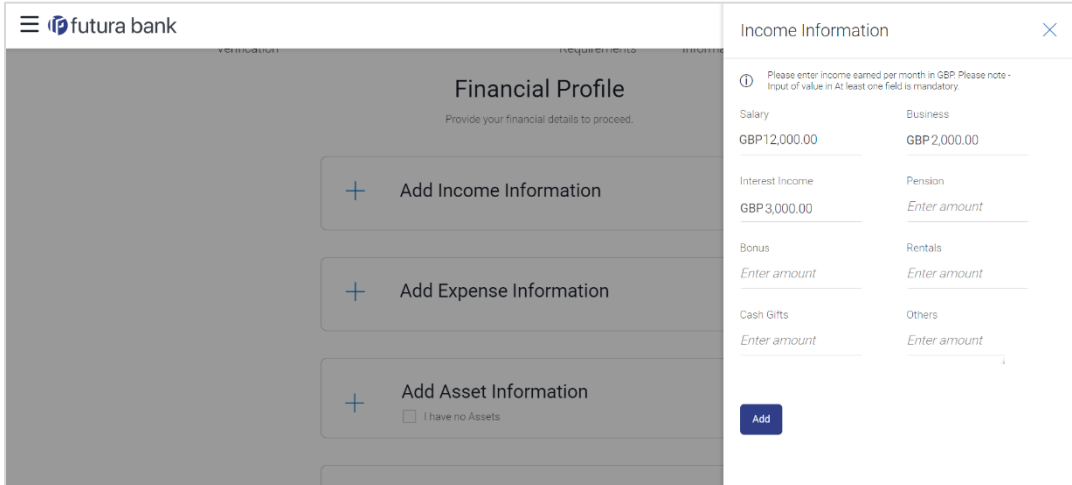 futura bank
Verification
Requirements
Financial Profile
Provide your financial details to proceed.
Add Income Information
Add Expense Information
Add Asset Information
I have no Assets
Income Information
Please enter income earned per month in GBP. Please note -
Input of value in At least one field is mandatory.
Salary Business
GBP12,000.00 GBP2,000.00
Interest Income Pension
GBP3,000.00 Enter amount
Bonus Rentals
Enter amount Enter amount
Cash Gifts Others
Enter amount Enter amount
Add